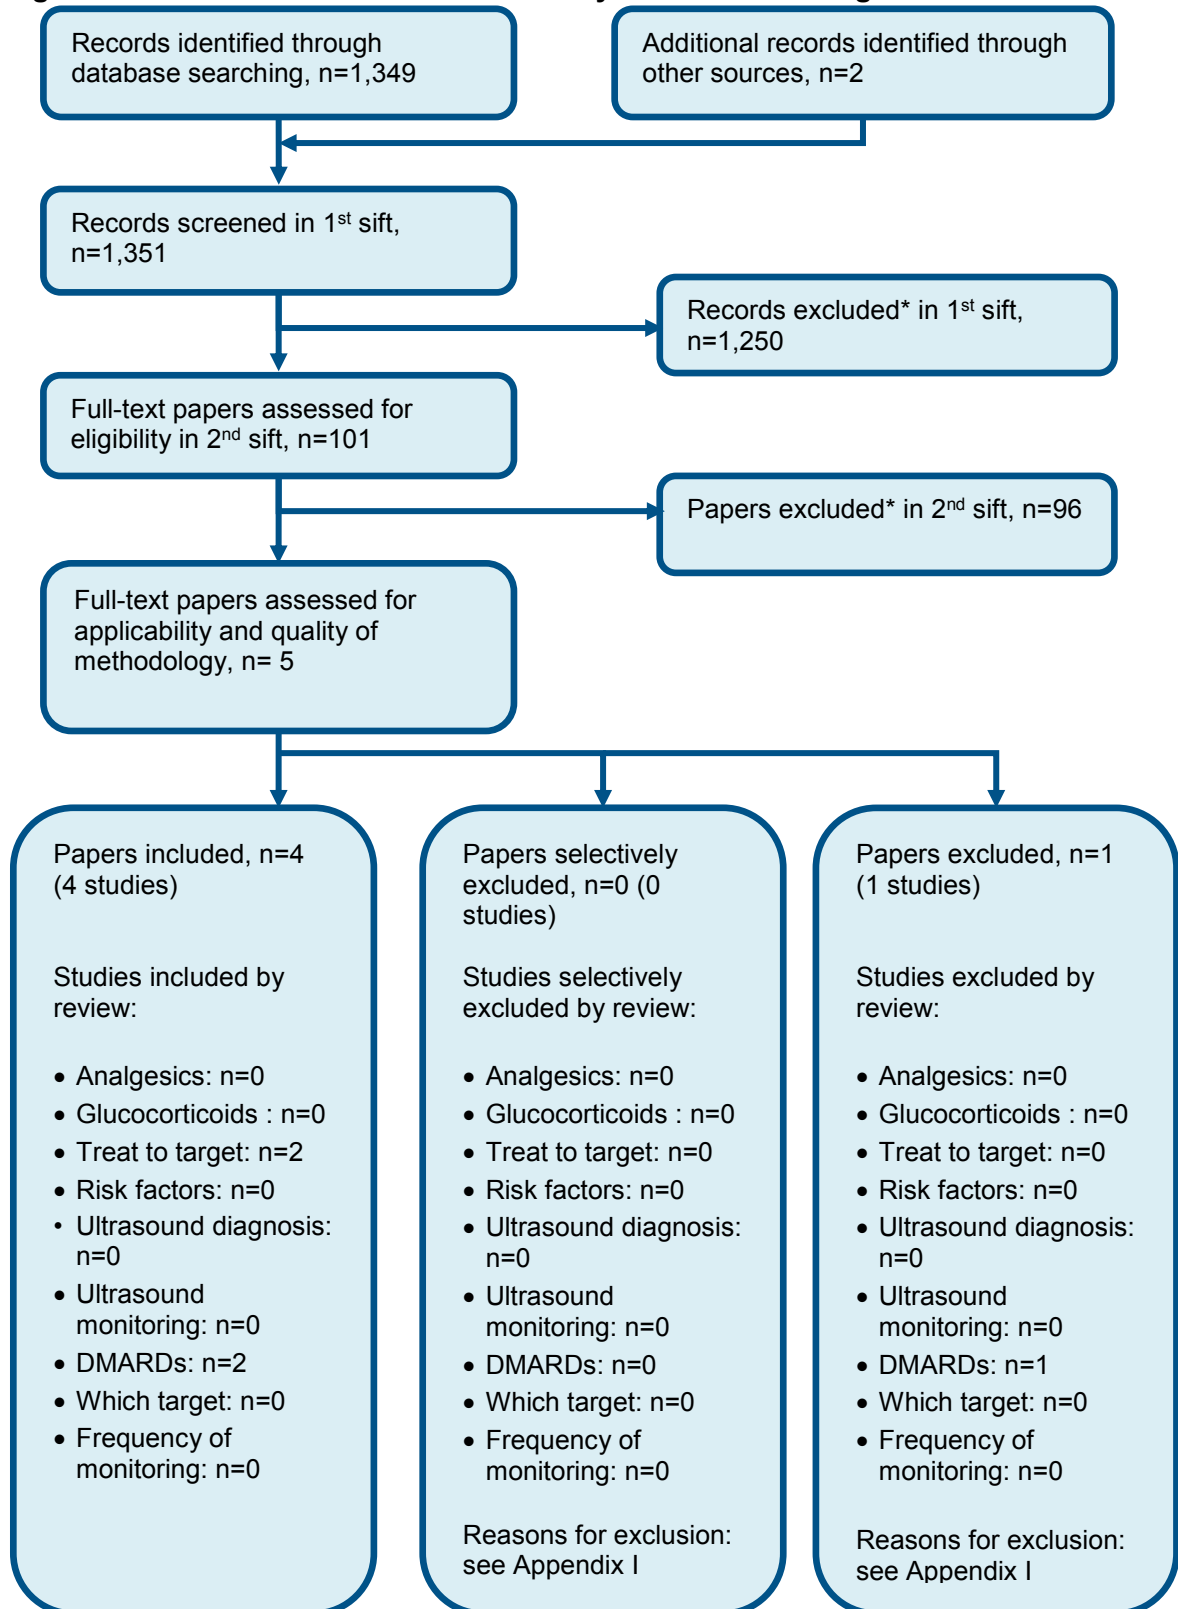 Records identified through
database searching, n=1,349
Additional records identified through
other sources, n=2
Records screened in 1st sift,
n=1,351
Records excluded* in 1st sift,
n=1,250
Full-text papers assessed for
eligibility in 2nd sift, n=101
Papers excluded* in 2nd sift, n=96
Full-text papers assessed for
applicability and quality of
methodology, n= 5
Papers included, n=4
(4 studies)
Studies included by
review:
• Analgesics: n=0
• Glucocorticoids : n=0
• Treat to target: n=2
• Risk factors: n=0
• Ultrasound diagnosis:
n=0
• Ultrasound
monitoring: n=0
• DMARDs: n=2
• Which target: n=0
• Frequency of
monitoring: n=0
Papers selectively
excluded, n=0 (0
studies)
Studies selectively
excluded by review:
• Analgesics: n=0
• Glucocorticoids : n=0
• Treat to target: n=0
• Risk factors: n=0
• Ultrasound diagnosis:
n=0
• Ultrasound
monitoring: n=0
• DMARDs: n=0
• Which target: n=0
• Frequency of
monitoring: n=0
Reasons for exclusion:
see Appendix I
Papers excluded, n=1
(1 studies)
Studies excluded by
review:
• Analgesics: n=0
• Glucocorticoids : n=0
• Treat to target: n=0
• Risk factors: n=0
• Ultrasound diagnosis:
n=0
• Ultrasound
monitoring: n=0
• DMARDs: n=1
• Which target: n=0
• Frequency of
monitoring: n=0
Reasons for exclusion:
see Appendix I